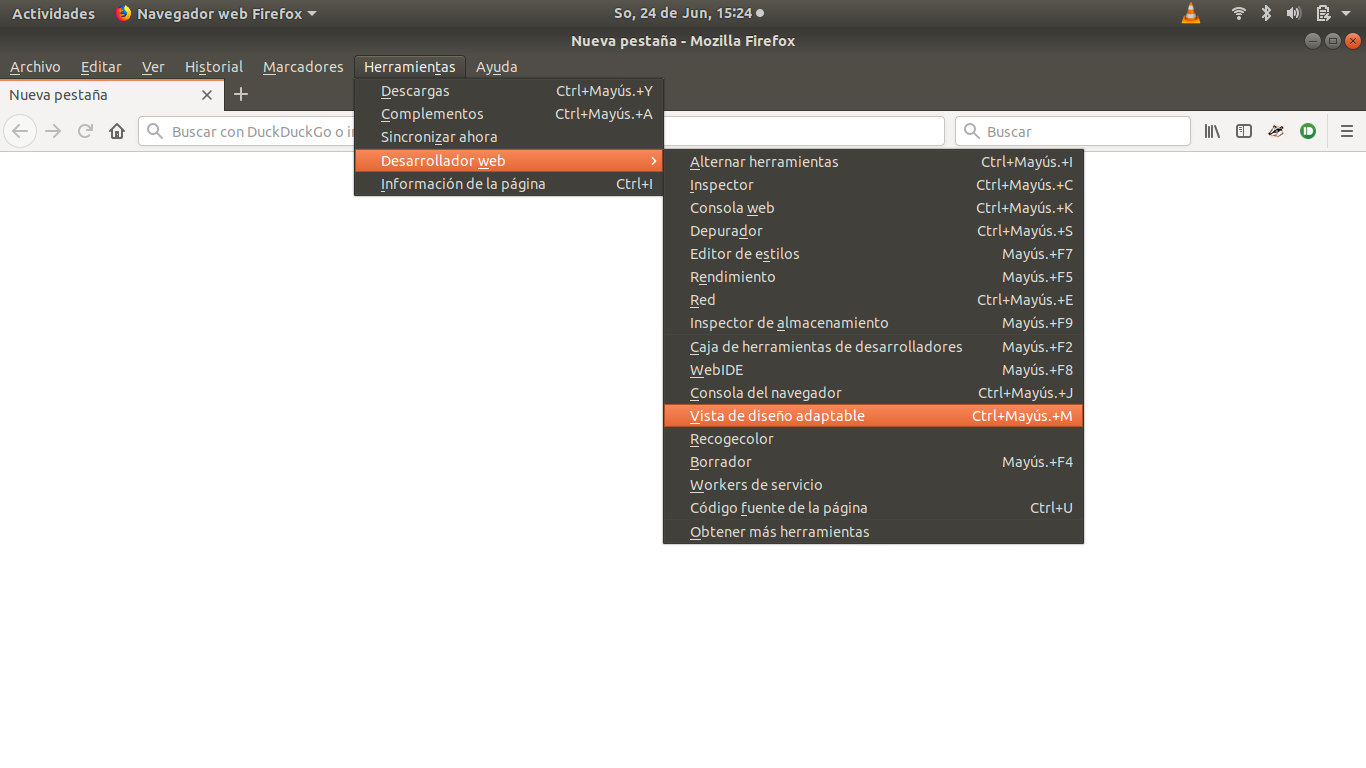 Actividades Navegador web Firefox So, 24 de Jun, 15:24
Nueva pestaña - Mozilla Firefox
Archivo Editar Ver Historial Marcadores Herramientas Ayuda
Nueva pestaña
Descargas Ctrl+Mayús.+Y
Complementos Ctrl+Mayús.+A
Sincronizar ahora
Desarrollador web
Información de la página Ctrl+I
Buscar con DuckDuckGo o i
Buscar
Alternar herramientas Ctrl+Mayús.+I
Inspector Ctrl+Mayús.+C
Consola web Ctrl+Mayús.+K
Depurador Ctrl+Mayús.+S
Editor de estilos Mayús.+F7
Rendimiento Mayús.+F5
Red Ctrl+Mayús.+E
Inspector de almacenamiento Mayús.+F9
Caja de herramientas de desarrolladores Mayús.+F2
WebIDE Mayús.+F8
Consola del navegador Ctrl+Mayús.+J
Vista de diseño adaptable Ctrl+Mayús.+M
Recogecolor
Borrador Mayús.+F4
Workers de servicio
Código fuente de la página Ctrl+U
Obtener más herramientas